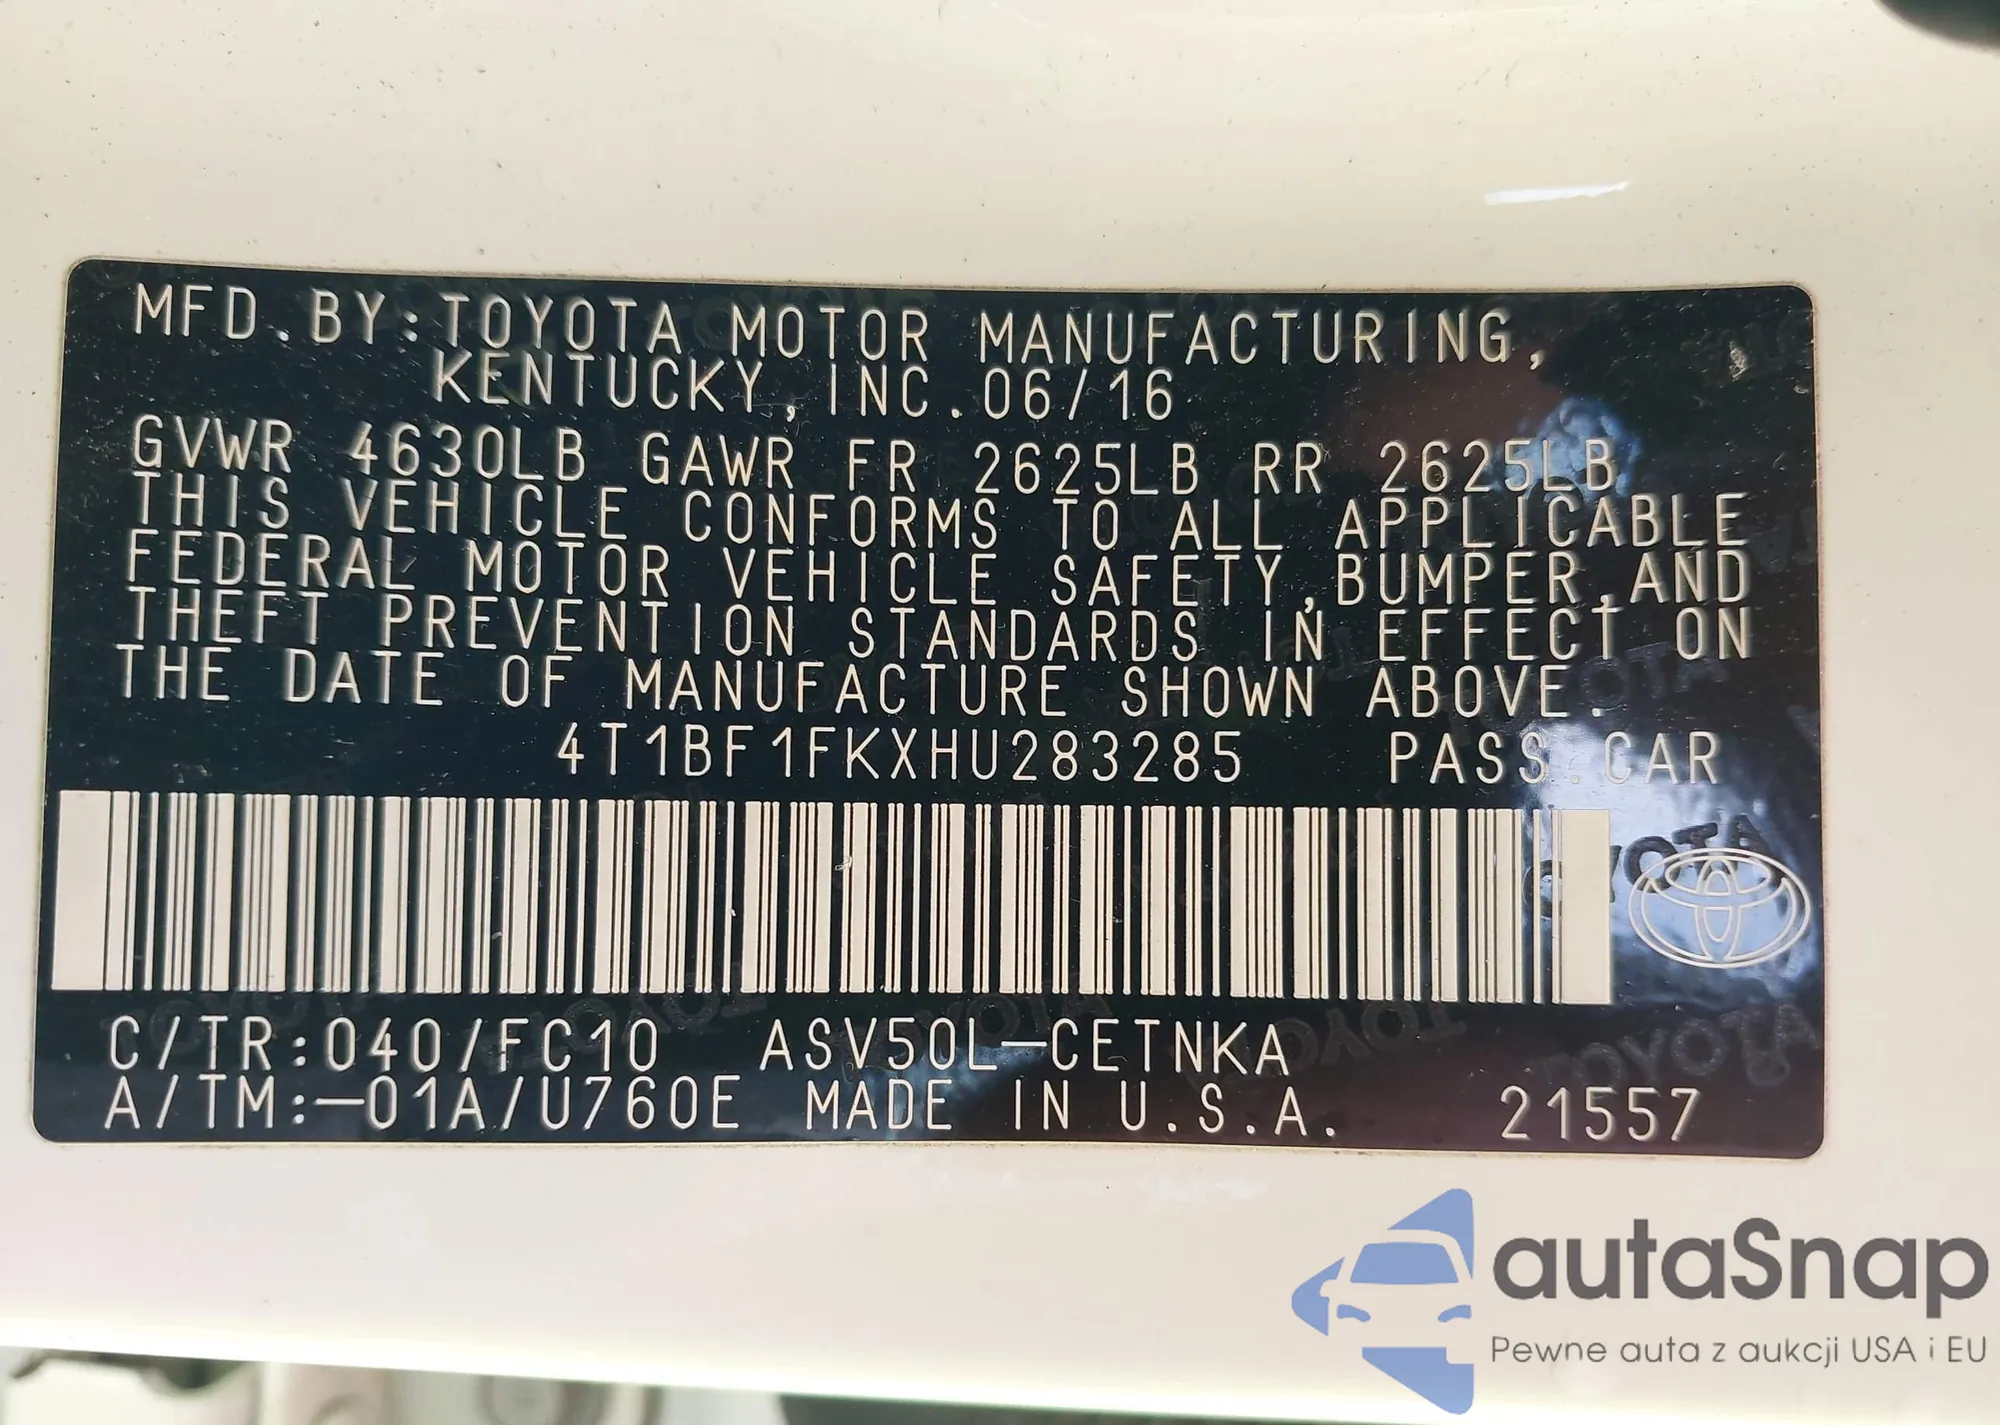 MFD.BY:TOYOTA MOTOR MANUFACTURING,
KENTUCKY, INC.06/16
GVWR 4630LB GAWR FR 2625LB RR 2625LB
THIS VEHICLE CONFORMS TO ALL APPLICABLE
FEDERAL MOTOR VEHICLE SAFETY,BUMPER,AND
THEFT PREVENTION STANDARDS IN EFFECT ON
THE DATE OF MANUFACTURE SHOWN ABOVE.
4T1BF1FKXHU283285 PASS.CAR
TOYOTA
C/TR:040/FC10 ASV50L-CETNKA
A/TM:-01A/U760E MADE IN U.S.A. 21557
autaSnap
Pewne auta z aukcji USA i EU